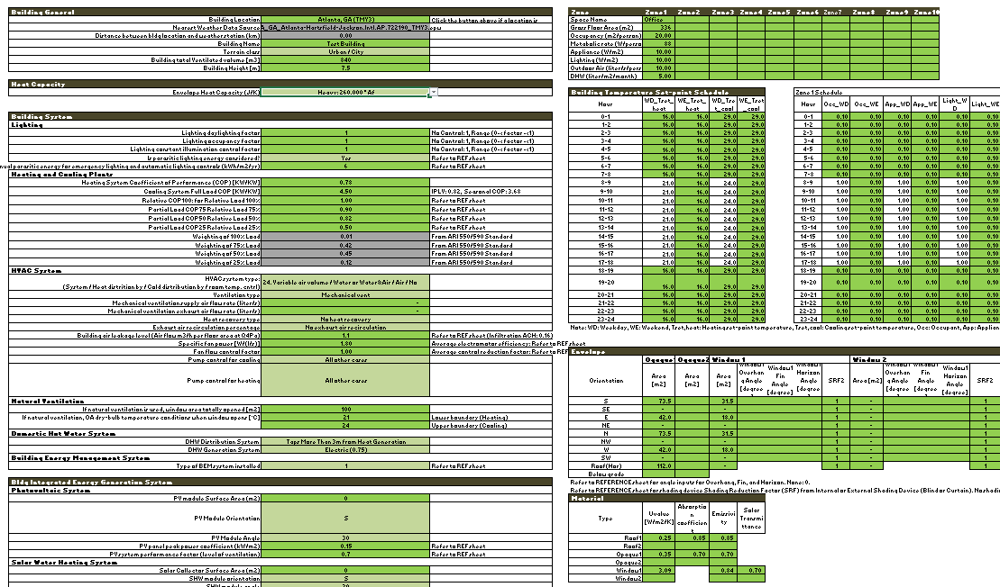 Building General
Building Location Atlanta, GA (TMY3) Click the button above if a location is
Nearest Weather Data Source A_GA_Atlanta-Hartsfield-Jackson.Intl.AP.722190_TMY3.epw
Distance between bldg location and weather station (km) 0.00
Building Name Test Building
Terrain class Urban / City
Building total Ventilated volume [m3] 840
Building Height [m] 7.5
Heat Capacity
Envelope Heat Capacity (J/K) Heavy: 260,000 * Af
Building System
Lighting
Lighting daylighting factor 1 No Control: 1, Range (0-< factor -<1)
Lighting occupancy factor 1 No Control: 1, Range (0-< factor -<1)
Lighting constant illumination control factor 1 No Control: 1, Range (0-< factor -<1)
Is parasitic lighting energy considered? Yes Refer to REF sheet
nual parasitic energy for emergency lighting and automatic lighting controls (kWh/m2/yr) 6 Refer to REF sheet
Heating and Cooling Plants
Heating System Coefficient of Performance (COP) [KW/KW] 0.78
Cooling System Full Load COP [KW/KW] 4.50 IPLV: 0.82, Seasonal COP: 3.68
Relative COP100: for Relative Load 100% 1.00 Refer to REF sheet
Partial Load COP75 Relative Load 75% 0.90 Refer to REF sheet
Partial Load COP50 Relative Load 50% 0.82 Refer to REF sheet
Partial Load COP25 Relative Load 25% 0.50 Refer to REF sheet
Weighting of 100% Load 0.01 From ARI 550/590 Standard
Weighting of 75% Load 0.42 From ARI 550/590 Standard
Weighting of 50% Load 0.45 From ARI 550/590 Standard
Weighting of 25% Load 0.12 From ARI 550/590 Standard
HVAC System
HVAC system type:
(System / Heat distrition by / Cold distribution by / room temp. cntrl) 24. Variable air volume / Water or Water & Air / Air / No
Ventilation type Mechanical vent
Mechanical ventilation supply air flow rate (liter/s) -
Mechanical ventilation exhaust air flow rate (liter/s) -
Heat recovery type No heat recovery
Exhaust air recirculation percentage No exhaust air recirculation
Building air leakage level (Air flow m3/h per floor area at Q4Pa) 1.1 Refer to REF sheet (Infiltration ACH: 0.16)
Specific fan power [W/(l/s)] 1.80 Average electromotor efficiency: Refer to REF sheet
Fan flow control factor 1.00 Average control reduction factor: Refer to REF
Pump control for cooling All other cases
Pump control for heating All other cases
Natural Ventilation
If natural ventilation is used, window area totally opened [m2] 100
If natural ventilation, OA dry-bulb temperature conditions when window opens [°C] 21 Lower boundary (Heating)
24 Upper boundary (Cooling)
Domestic Hot Water System
DHW Distribution System Taps More Than 3m from Heat Generation
DHW Generation System Electric (0.75)
Building Energy Management System
Type of BEM system installed 1 Refer to REF sheet
Bldg Integrated Energy Generation System
Photovoltaic System
PV module Surface Area (m2) 0
PV Module Orientation S
PV Module Angle 30
PV panel peak power coefficient (kW/m2) 0.15 Refer to REF sheet
PV system performance factor (level of ventilation) 0.7 Refer to REF sheet
Solar Water Heating System
Solar Collector Surface Area (m2) 0
SHW module orientation S
Zone Zone1 Zone2 Zone3 Zone4 Zone5 Zone6 Zone7 Zone8 Zone9 Zone10
Space Name Office
Gross Floor Area (m2) 336
Occupancy (m2/person) 20.00
Metabolic rate (W/perso 88
Appliance (W/m2) 10.00
Lighting (W/m2) 10.00
Outdoor Air (liter/s/pers 10.00
DHW (liter/m2/month) 5.00
Building Temperature Set-point Schedule
Hour WD_Tset_heat WE_Tset_heat WD_Tset_cool WE_Tset_cool
0-1 16.0 16.0 29.0 29.0
1-2 16.0 16.0 29.0 29.0
2-3 16.0 16.0 29.0 29.0
3-4 16.0 16.0 29.0 29.0
4-5 16.0 16.0 29.0 29.0
5-6 16.0 16.0 29.0 29.0
6-7 16.0 16.0 29.0 29.0
7-8 16.0 16.0 29.0 29.0
8-9 21.0 16.0 24.0 29.0
9-10 21.0 16.0 24.0 29.0
10-11 21.0 16.0 24.0 29.0
11-12 21.0 16.0 24.0 29.0
12-13 21.0 16.0 24.0 29.0
13-14 21.0 16.0 24.0 29.0
14-15 21.0 16.0 24.0 29.0
15-16 21.0 16.0 24.0 29.0
16-17 21.0 16.0 24.0 29.0
17-18 21.0 16.0 24.0 29.0
18-19 16.0 16.0 29.0 29.0
19-20 16.0 16.0 29.0 29.0
20-21 16.0 16.0 29.0 29.0
21-22 16.0 16.0 29.0 29.0
22-23 16.0 16.0 29.0 29.0
23-24 16.0 16.0 29.0 29.0
Zone 1 Schedule
Hour Occ_WD Occ_WE App_WD App_WE Light_WD Light_WE
0-1 0.10 0.10 0.10 0.10 0.10 0.10
1-2 0.10 0.10 0.10 0.10 0.10 0.10
2-3 0.10 0.10 0.10 0.10 0.10 0.10
3-4 0.10 0.10 0.10 0.10 0.10 0.10
4-5 0.10 0.10 0.10 0.10 0.10 0.10
5-6 0.10 0.10 0.10 0.10 0.10 0.10
6-7 0.10 0.10 0.10 0.10 0.10 0.10
7-8 0.10 0.10 0.10 0.10 0.10 0.10
8-9 1.00 0.10 1.00 0.10 1.00 0.10
9-10 1.00 0.10 1.00 0.10 1.00 0.10
10-11 1.00 0.10 1.00 0.10 1.00 0.10
11-12 1.00 0.10 1.00 0.10 1.00 0.10
12-13 1.00 0.10 1.00 0.10 1.00 0.10
13-14 1.00 0.10 1.00 0.10 1.00 0.10
14-15 1.00 0.10 1.00 0.10 1.00 0.10
15-16 1.00 0.10 1.00 0.10 1.00 0.10
16-17 1.00 0.10 1.00 0.10 1.00 0.10
17-18 1.00 0.10 1.00 0.10 1.00 0.10
18-19 0.10 0.10 0.10 0.10 0.10 0.10
19-20 0.10 0.10 0.10 0.10 0.10 0.10
20-21 0.10 0.10 0.10 0.10 0.10 0.10
21-22 0.10 0.10 0.10 0.10 0.10 0.10
22-23 0.10 0.10 0.10 0.10 0.10 0.10
23-24 0.10 0.10 0.10 0.10 0.10 0.10
Note: WD: Weekday, WE: Weekend, Tset,heat: Heating set-point temperature, Tset,cool: Cooling set-point temperature, Occ: Occupant, App: Applian
Envelope
Opaque1 Opaque2 Window 1 Window 2
Orientation Area [m2] Area [m2] Area [m2] Window1 Overhang Angle [degree Window1 Fin Angle [degree] Window1 Horizon Angle [degree] SRF2 Area [m2] Window1 Overhang Angle [degree Window1 Fin Angle [degree] Window1 Horizon Angle [degree] SRF2
S 73.5 31.5 1 - 1
SE - - 1 - 1
E 42.0 18.0 1 - 1
NE - - 1 - 1
N 73.5 31.5 1 - 1
NW - - 1 - 1
W 42.0 18.0 1 - 1
SW - - 1 - 1
Roof(Hor) 112.0 - 1 - 1
Below grade
Refer to REFERENCE sheet for angle inputs for Overhang, Fin, and Horizon. None: 0.
Refer to REFERENCE sheet for shading device Shading Reduction Factor (SRF) from Internal or External Shading Device (Blind or Curtain). No shadi
Material
Type Uvalue [W/m2/K] Absorption coefficient Emissivity Solar Transmittance
Roof1 0.25 0.85 0.85
Roof2
Opaque1 0.35 0.70 0.70
Opaque2
Window1 3.09 0.84 0.70
Window2